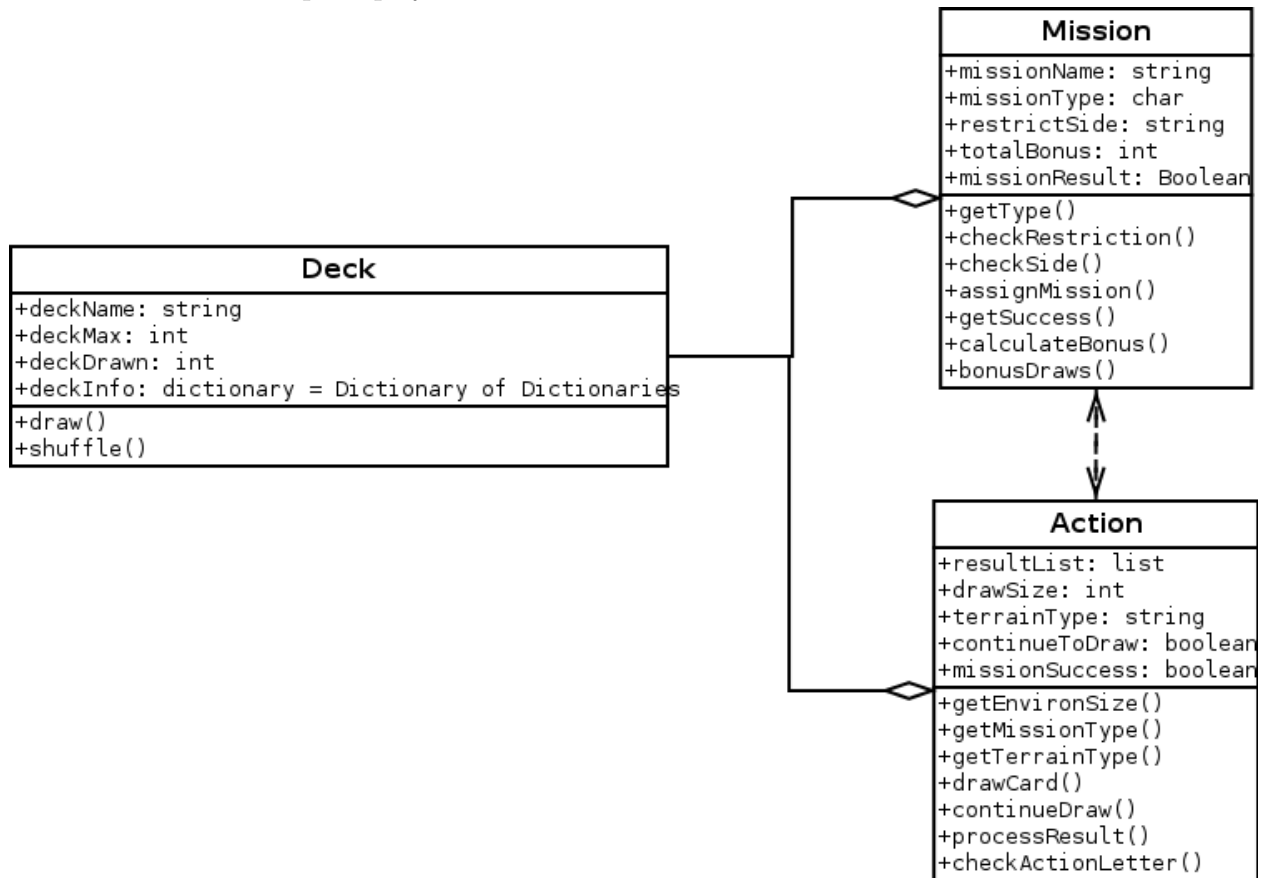 Mission
+missionName: string
+missionType: char
+restrictSide: string
+totalBonus: int
+missionResult: Boolean
+getType()
+checkRestriction()
+checkSide()
+assignMission()
+getSuccess()
+calculateBonus()
+bonusDraws()
Deck
+deckName: string
+deckMax: int
+deckDrawn: int
+deckInfo: dictionary = Dictionary of Dictionaries
+draw()
+shuffle()
Action
+resultList: list
+drawSize: int
+terrainType: string
+continueToDraw: boolean
+missionSuccess: boolean
+getEnvironSize()
+getMissionType()
+getTerrainType()
+drawCard()
+continueDraw()
+processResult()
+checkActionLetter()